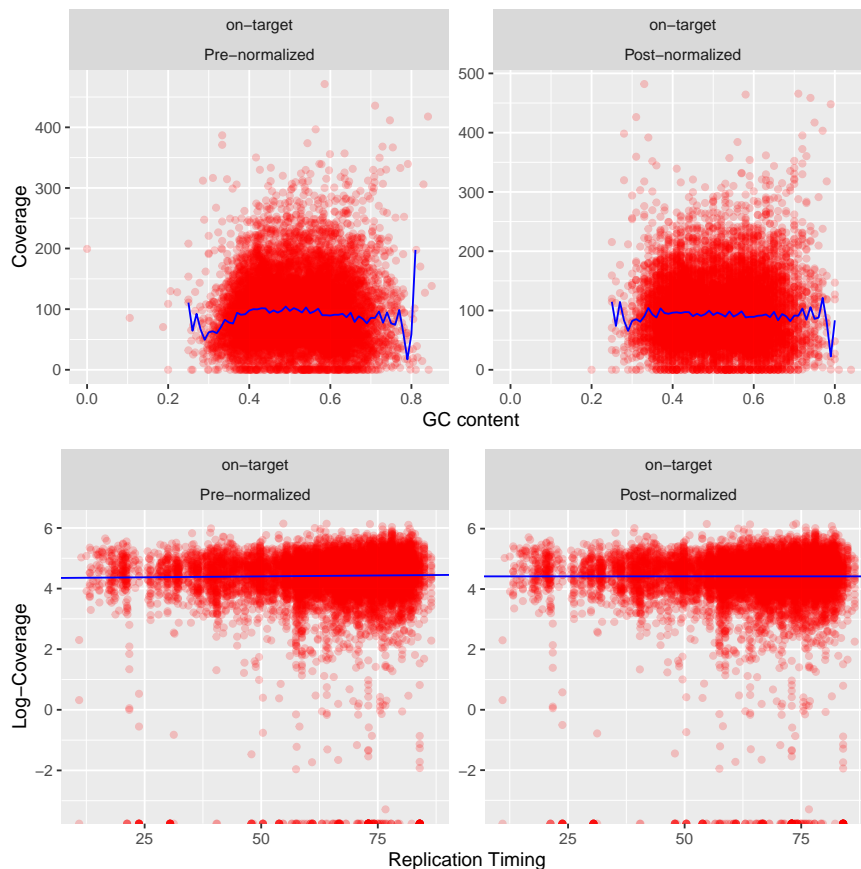 on−target
Pre−normalized
on−target
Post−normalized
Coverage
400
300
200
100
0
500
400
300
200
100
0
0.0 0.2 0.4 0.6 0.8
0.0 0.2 0.4 0.6 0.8
GC content
on−target
Pre−normalized
on−target
Post−normalized
Log−Coverage
6
4
2
0
−2
6
4
2
0
−2
25 50 75
25 50 75
Replication Timing